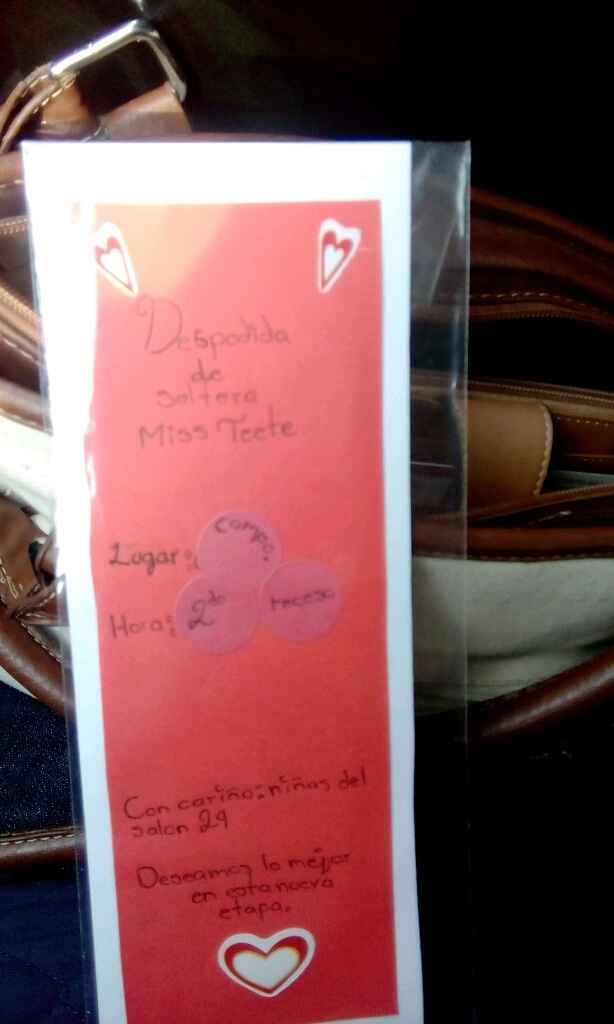 Despedida
de
soltera
Miss Teete
Lugar: campo.
Hora: 2do receso
Con cariño: niñas del
salon 29
Deseamos lo mejor
en esta nueva
etapa.